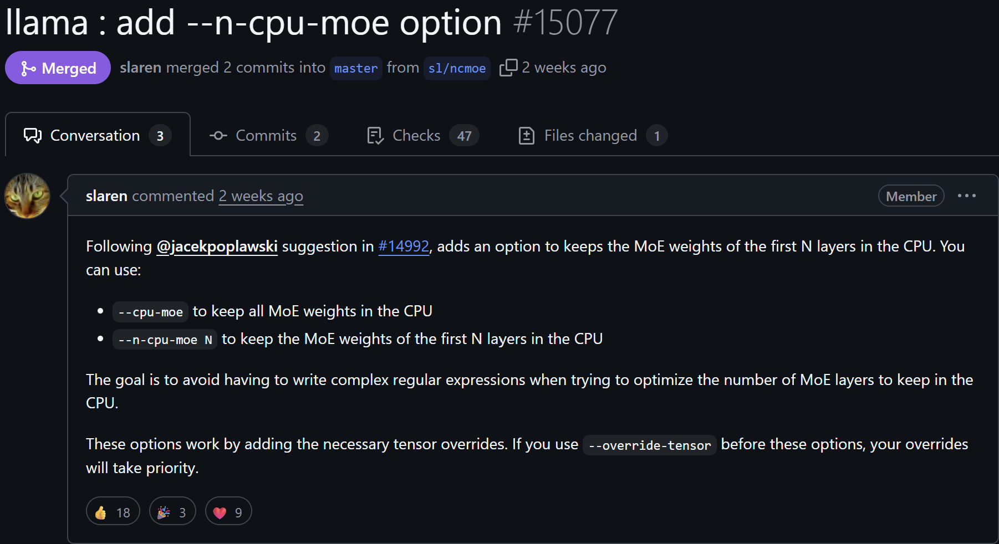 llama : add --n-cpu-moe option #15077
Merged slaren merged 2 commits into master from sl/ncmoe 2 weeks ago
Conversation 3 Commits 2 Checks 47 Files changed 1
slaren commented 2 weeks ago Member
Following @jacekpoplawski suggestion in #14992, adds an option to keeps the MoE weights of the first N layers in the CPU. You
can use:
• --cpu-moe to keep all MoE weights in the CPU
• --n-cpu-moe N to keep the MoE weights of the first N layers in the CPU
The goal is to avoid having to write complex regular expressions when trying to optimize the number of MoE layers to keep in the
CPU.
These options work by adding the necessary tensor overrides. If you use --override-tensor before these options, your overrides
will take priority.
👍 18 🎉 3 ❤️ 9